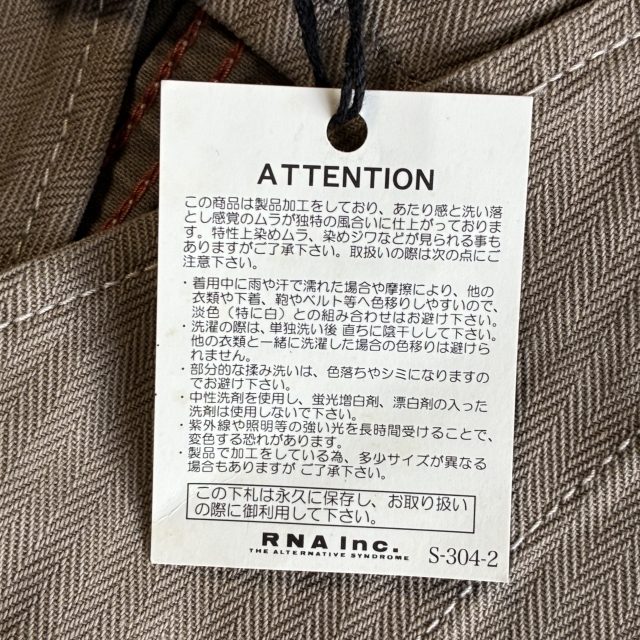 ATTENTION
この商品は製品加工をしており、あたり感と洗い落
とし感覚のムラが独特の風合いに仕上がっておりま
す。特性上染めムラ、染めジワなどが見られる事も
ありますがご了承下さい。取扱いの際は次の点にご
注意下さい。
・着用中に雨や汗で濡れた場合や摩擦により、他の
衣類や下着、鞄やベルト等へ色移りしやすいので、
淡色（特に白）との組み合わせはお避け下さい。
・洗濯の際は、単独洗い後 直ちに陰干しして下さい。
他の衣類と一緒に洗濯した場合の色移りは避けら
れません。
・部分的な揉み洗いは、色落ちやシミになりますの
でお避け下さい。
・中性洗剤を使用し、蛍光増白剤、漂白剤の入った
洗剤は使用しないで下さい。
・紫外線や照明等の強い光を長時間受けることで、
変色する恐れがあります。
・製品で加工をしている為、多少サイズが異なる
場合もありますが ご了承下さい。
この下札は永久に保存し、お取り扱い
の際に御利用して下さい。
RNA Inc.
THE ALTERNATIVE SYNDROME
S-304-2